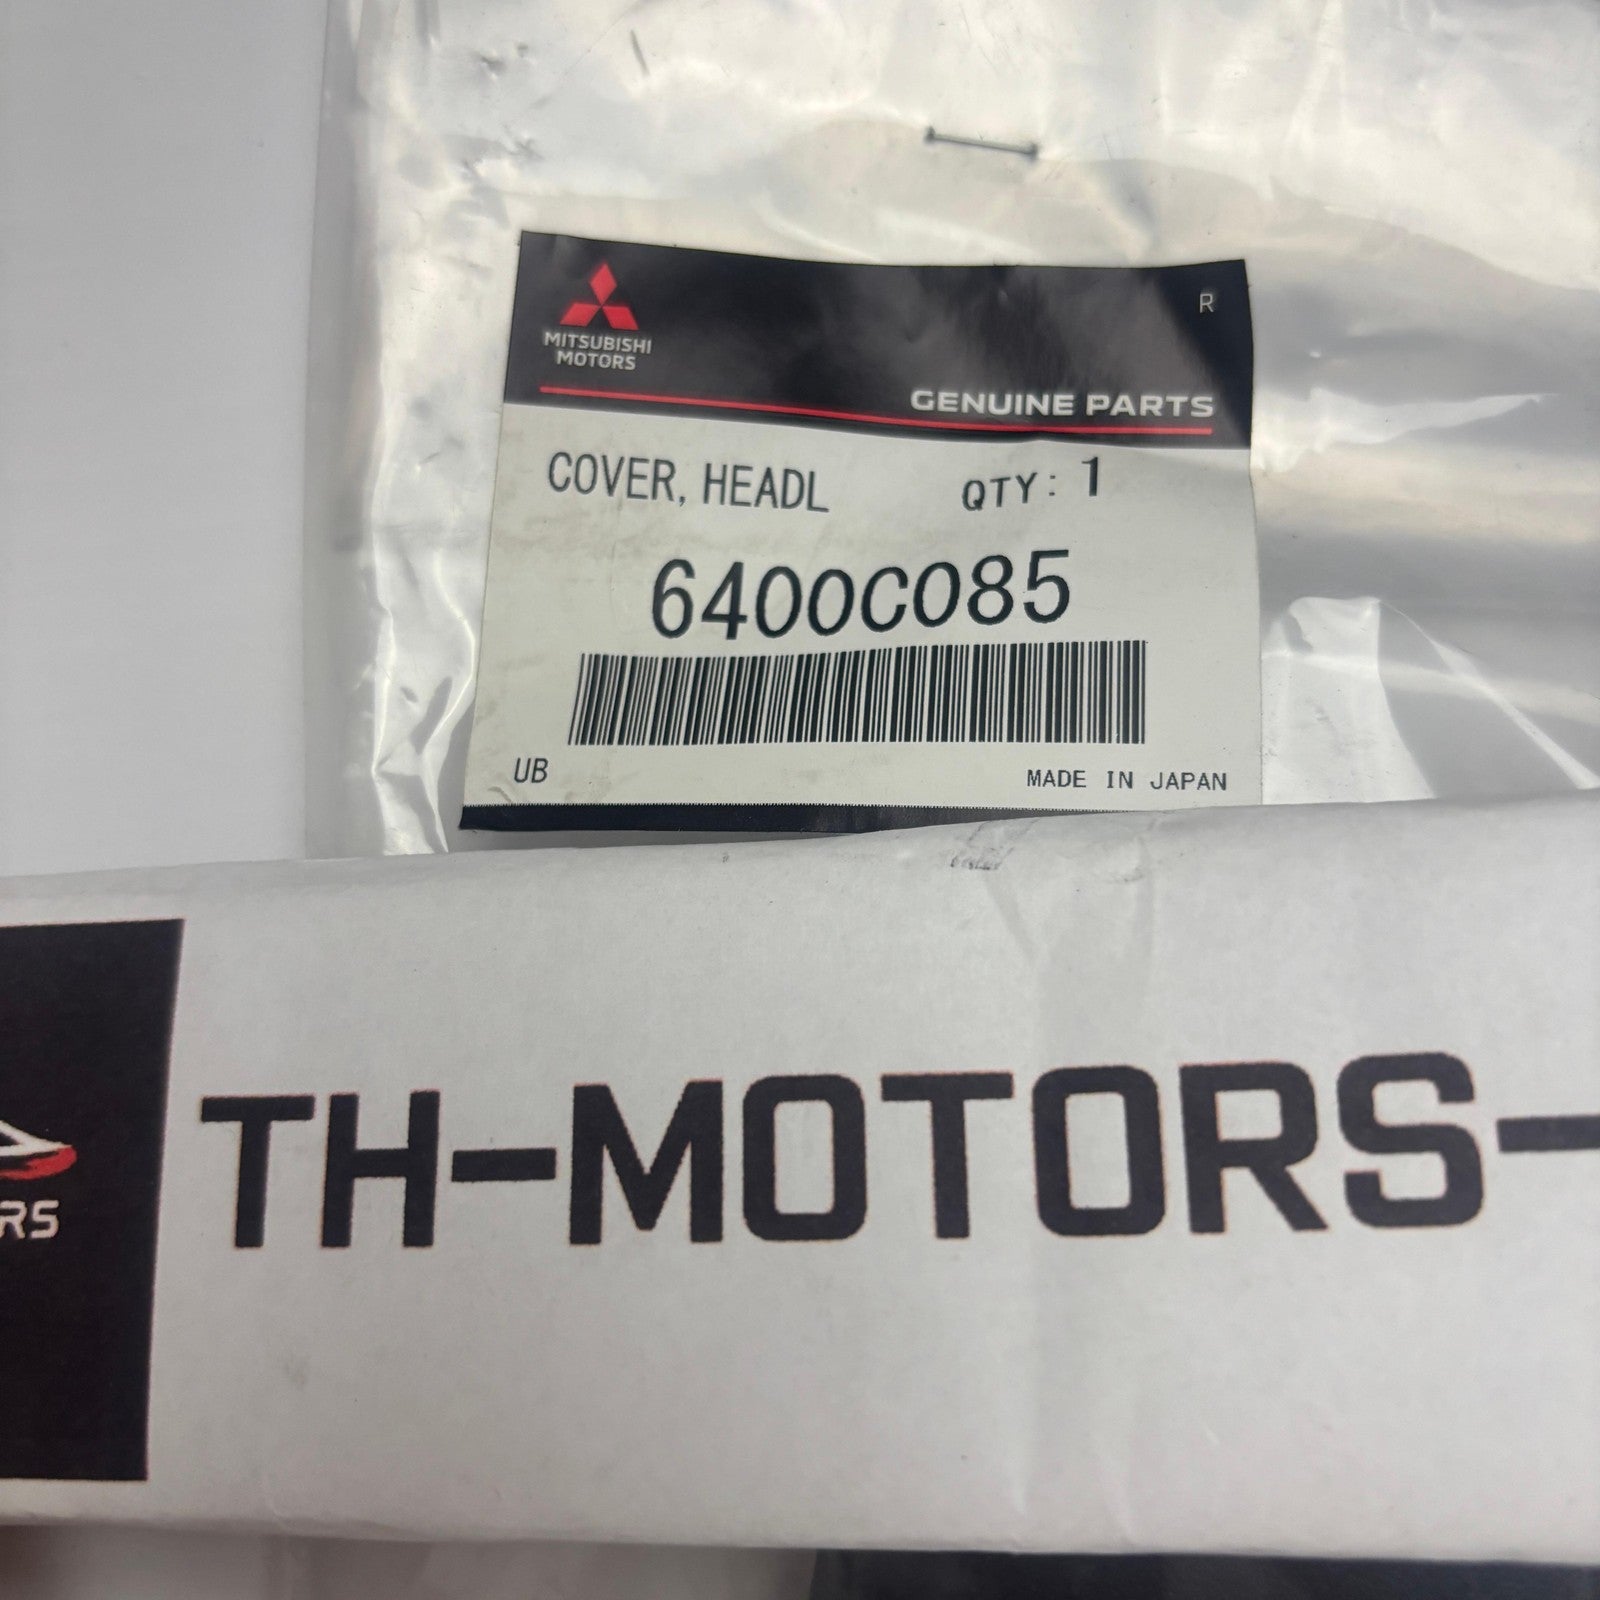 MITSUBISHI
MOTORS
R
GENUINE PARTS
COVER, HEADL QTY: 1
6400C085
UB MADE IN JAPAN
RS
TH-MOTORS-